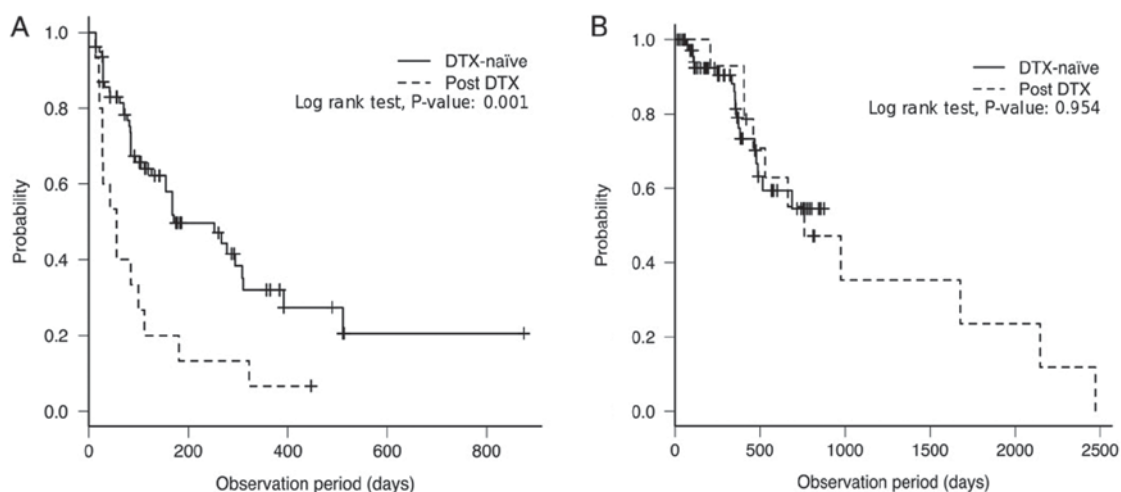 A
1.0
0.8
0.6
0.4
0.2
0.0
Probability
DTX-naïve
Post DTX
Log rank test, P-value: 0.001
0 200 400 600 800
Observation period (days)
B
1.0
0.8
0.6
0.4
0.2
0.0
Probability
DTX-naïve
Post DTX
Log rank test, P-value: 0.954
0 500 1000 1500 2000 2500
Observation period (days)